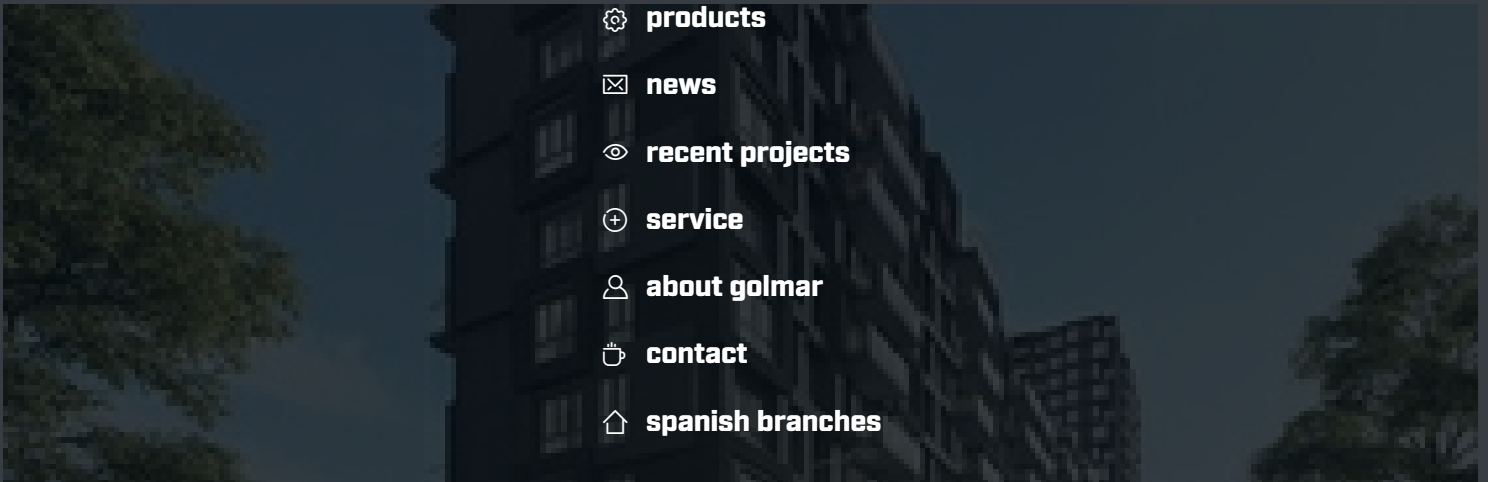 products
news
recent projects
service
about golmar
contact
spanish branches